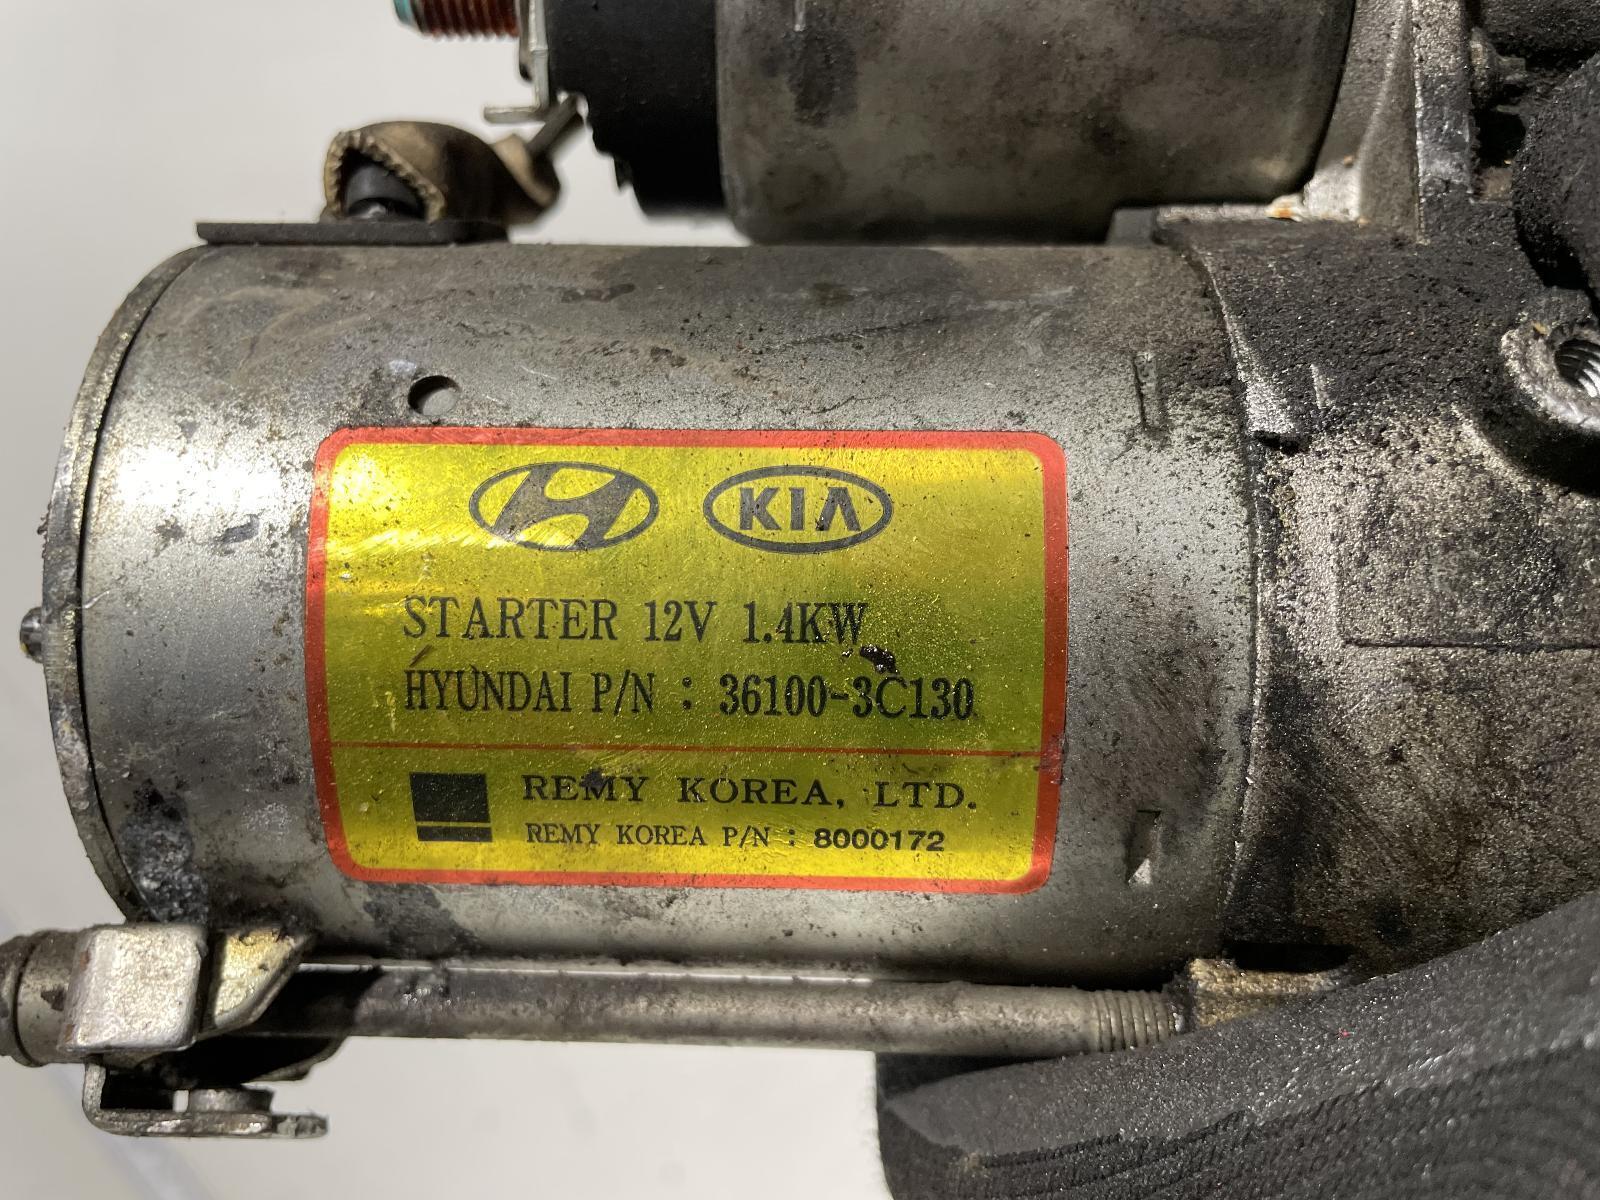 KIA
STARTER 12V 1.4KW
HYUNDAI P/N : 36100-3C130
REMY KOREA, LTD.
REMY KOREA P/N : 8000172